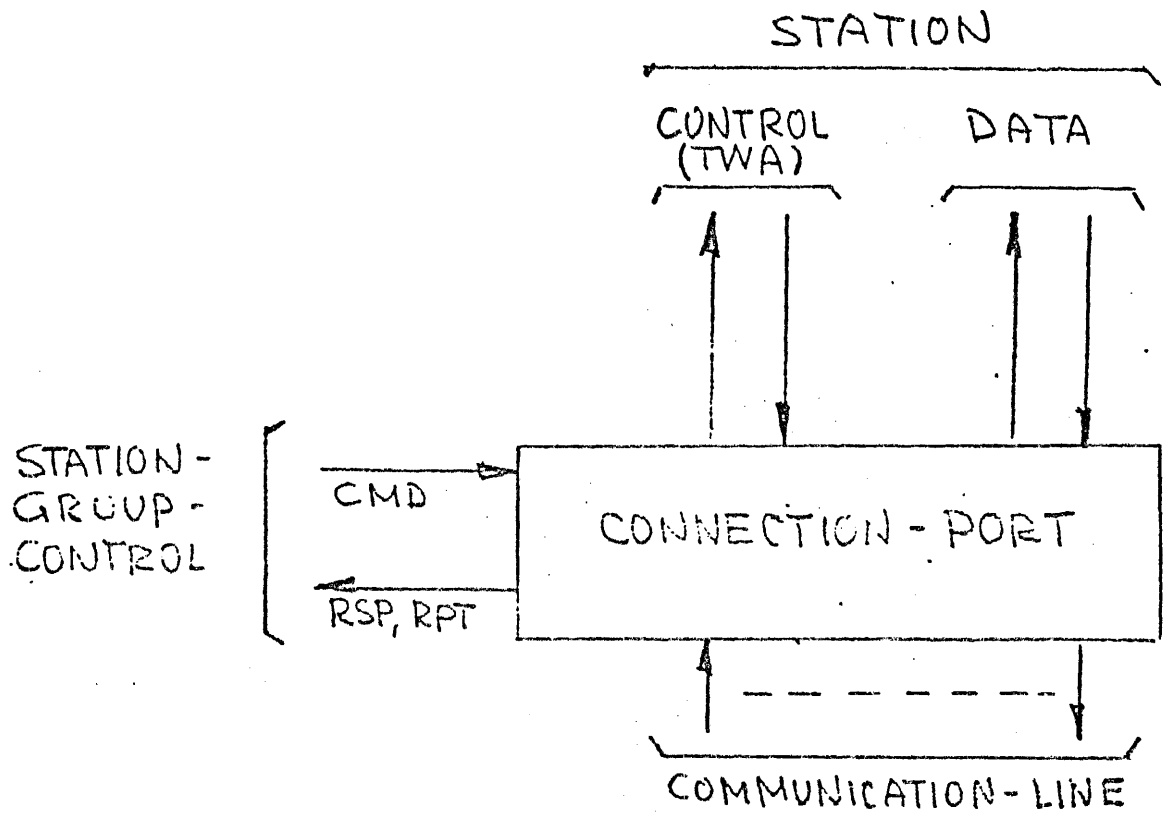 STATION
CONTROL
(TWA)
DATA
STATION-
GROUP-
CONTROL
CMD
RSP, RPT
CONNECTION-PORT
COMMUNICATION-LINE